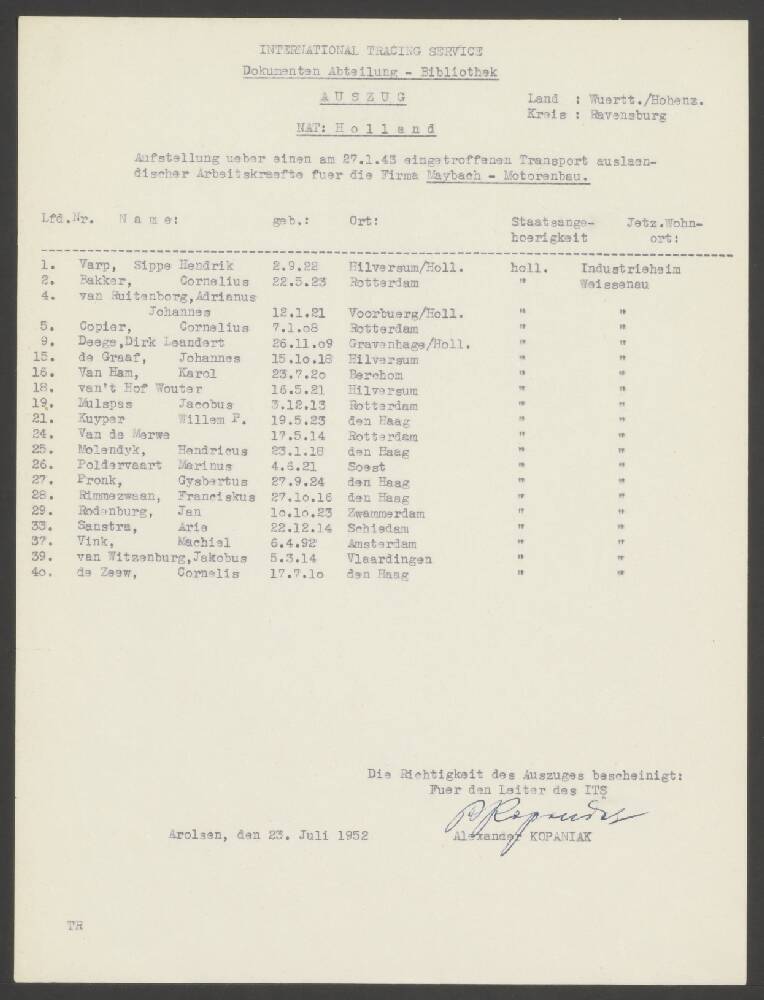 INTERNATIONAL TRACING SERVICE
Dokumenten Abteilung - Bibliothek
A U S Z U G
Land : Wuertt./Hohenz.
Kreis : Ravensburg
NAT: H o l l a n d
Aufstellung ueber einen am 27.1.43 eingetroffenen Transport auslaen-
discher Arbeitskraefte fuer die Firma Maybach - Motorenbau.
Lfd.Nr. N a m e: geb.: Ort: Staatsange- Jetz.Wohn-
hoerigkeit ort:
1. Varp, Sippe Hendrik 2.9.22 Hilversum/Holl. holl. Industrieheim
2. Bakker, Cornelius 22.5.23 Rotterdam " Weissenau
4. van Ruitenborg,Adrianus
Johannes 12.1.21 Voorbuerg/Holl. " "
5. Copier, Cornelius 7.1.o8 Rotterdam " "
9. Deege,Dirk Leandert 26.11.o9 Gravenhage/Holl. " "
15. de Graaf, Johannes 15.1o.18 Hilversum " "
16. Van Ham, Karol 23.7.2o Berchom " "
18. van't Hof Wouter 16.5.21 Hilversum " "
19. Mulspas Jacobus 3.12.13 Rotterdam " "
21. Kuyper Willem P. 19.5.23 den Haag " "
24. Van de Merwe 17.5.14 Rotterdam " "
25. Molendyk, Hendricus 23.1.18 den Haag " "
26. Poldervaart Marinus 4.6.21 Soest " "
27. Pronk, Gysbertus 27.9.24 den Haag " "
28. Rimmezwaan, Franciskus 27.1o.16 den Haag " "
29. Rodenburg, Jan 1o.1o.23 Zwammerdam " "
33. Sanstra, Arie 22.12.14 Schiedam " "
37. Vink, Machiel 6.4.92 Amsterdam " "
39. van Witzenburg,Jakobus 5.3.14 Vlaardingen " "
4o. de Zeew, Cornelis 17.7.1o den Haag " "
Die Richtigkeit des Auszuges bescheinigt:
Fuer den Leiter des ITS
Arolsen, den 23. Juli 1952
Alexander KOPANIAK
TR